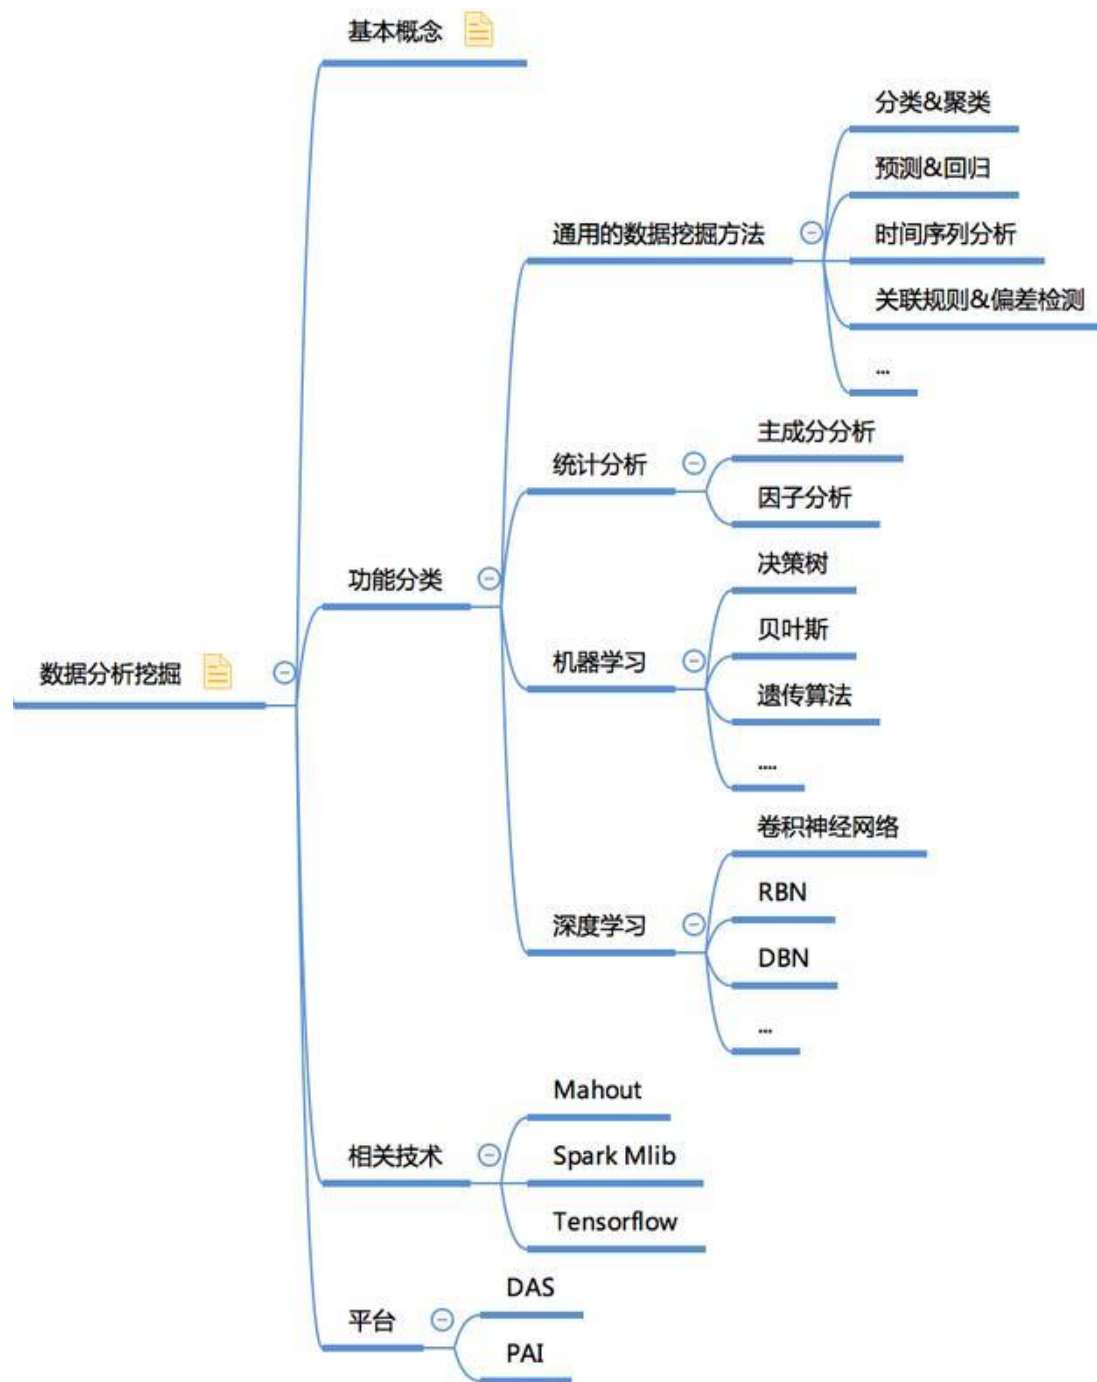 基本概念
分类&聚类
预测&回归
通用的数据挖掘方法
时间序列分析
关联规则&偏差检测
...
主成分分析
统计分析
因子分析
功能分类
决策树
贝叶斯
机器学习
数据分析挖掘
遗传算法
....
卷积神经网络
RBN
深度学习
DBN
...
Mahout
相关技术
Spark Mlib
Tensorflow
DAS
平台
PAI